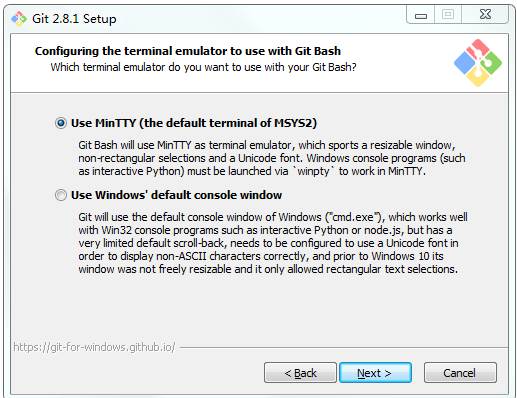 Git 2.8.1 Setup
Configuring the terminal emulator to use with Git Bash
Which terminal emulator do you want to use with your Git Bash?
Use MinTTY (the default terminal of MSYS2)
Git Bash will use MinTTY as terminal emulator, which sports a resizable window,
non-rectangular selections and a Unicode font. Windows console programs (such
as interactive Python) must be launched via `winpty` to work in MinTTY.
Use Windows' default console window
Git will use the default console window of Windows ("cmd.exe"), which works well
with Win32 console programs such as interactive Python or node.js, but has a
very limited default scroll-back, needs to be configured to use a Unicode font in
order to display non-ASCII characters correctly, and prior to Windows 10 its
window was not freely resizable and it only allowed rectangular text selections.
https://git-for-windows.github.io/
< Back
Next >
Cancel